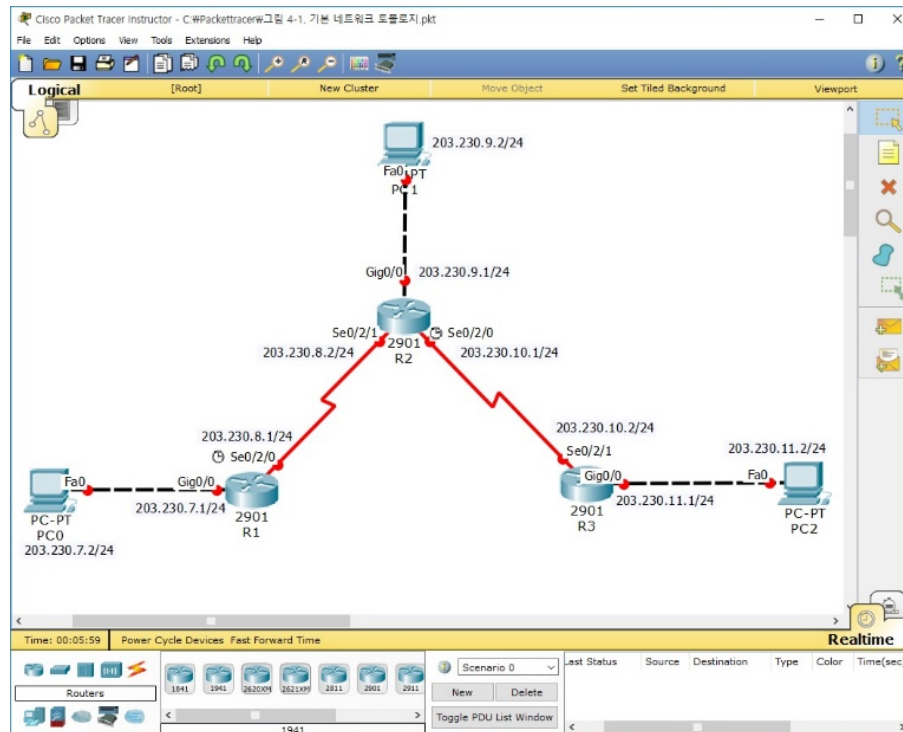 Cisco Packet Tracer Instructor - C:₩Packettracer₩그림 4-1, 기본 네트워크 토폴로지.pkt
File Edit Options View Tools Extensions Help
Logical [Root] New Cluster Move Object Set Tiled Background Viewport
203.230.9.2/24
Fa0 PT
PC1
Gig0/0 203.230.9.1/24
Se0/2/1 Se0/2/0
2901
R2
203.230.8.2/24 203.230.10.1/24
203.230.8.1/24 203.230.10.2/24
Se0/2/0 Se0/2/1 203.230.11.2/24
Fa0 Gig0/0 Gig0/0 Fa0
203.230.7.1/24 203.230.11.1/24
PC-PT 2901 2901 PC-PT
PC0 R1 R3 PC2
203.230.7.2/24
Time: 00:05:59 Power Cycle Devices Fast Forward Time Realtime
Scenario 0 Last Status Source Destination Type Color Time(sec
Routers 1841 1941 2620XM 2621XM 2811 2901 2911 New Delete
Toggle PDU List Window
1941